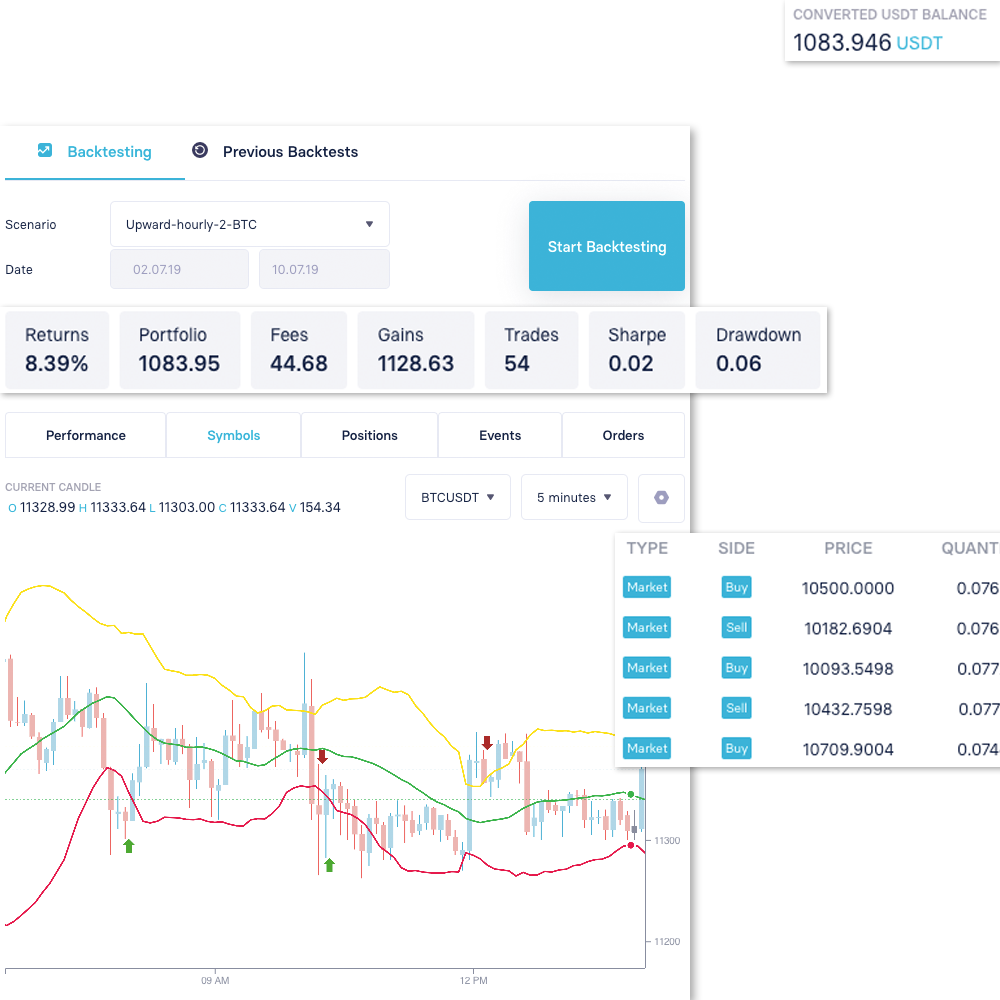 CONVERTED USDT BALANCE
1083.946 USDT
Backtesting Previous Backtests
Scenario Upward-hourly-2-BTC
Start Backtesting
Date 02.07.19 10.07.19
Returns Portfolio Fees Gains Trades Sharpe Drawdown
8.39% 1083.95 44.68 1128.63 54 0.02 0.06
Performance Symbols Positions Events Orders
CURRENT CANDLE
O 11328.99 H 11333.64 L 11303.00 C 11333.64 V 154.34
BTCUSDT 5 minutes
TYPE SIDE PRICE QUANTI
Market Buy 10500.0000 0.076
Market Sell 10182.6904 0.076
Market Buy 10093.5498 0.077
Market Sell 10432.7598 0.077
Market Buy 10709.9004 0.074
11300
11200
09 AM 12 PM